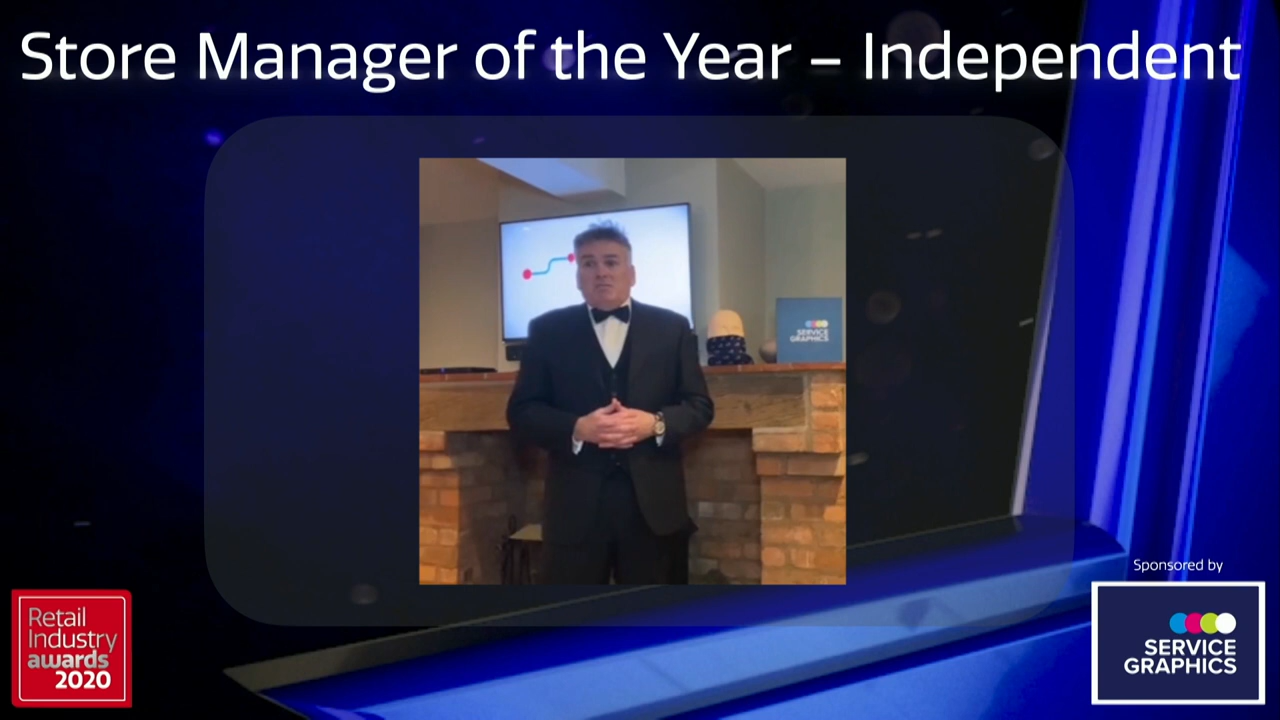 Store Manager of the Year – Independent
SERVICE
GRAPHICS
Sponsored by
Retail
Industry
awards
2020
SERVICE
GRAPHICS